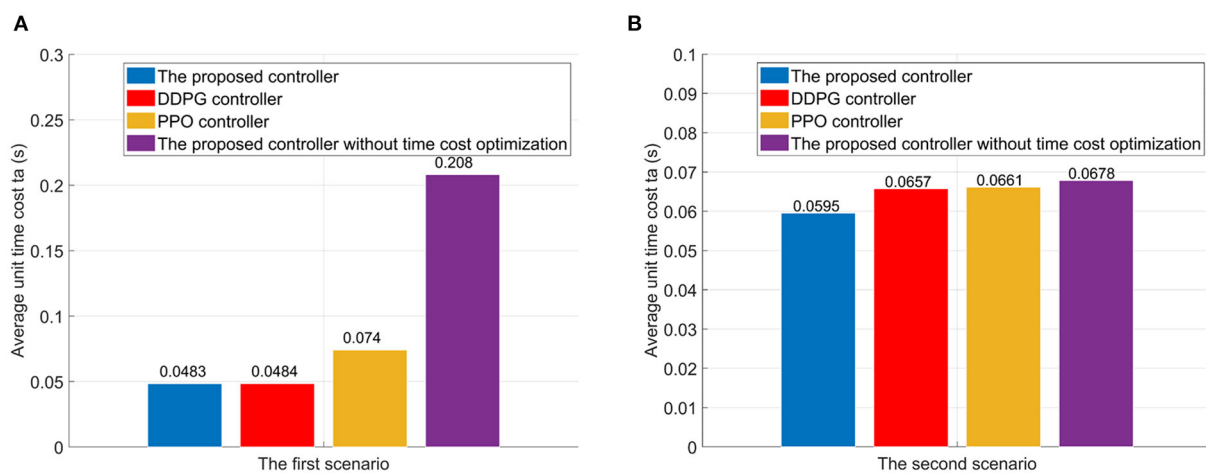 A
0.3
0.25
0.2
0.15
0.1
0.05
0
Average unit time cost ta (s)
The proposed controller
DDPG controller
PPO controller
The proposed controller without time cost optimization
0.0483
0.0484
0.074
0.208
The first scenario
B
0.1
0.09
0.08
0.07
0.06
0.05
0.04
0.03
0.02
0.01
0
Average unit time cost ta (s)
The proposed controller
DDPG controller
PPO controller
The proposed controller without time cost optimization
0.0595
0.0657
0.0661
0.0678
The second scenario